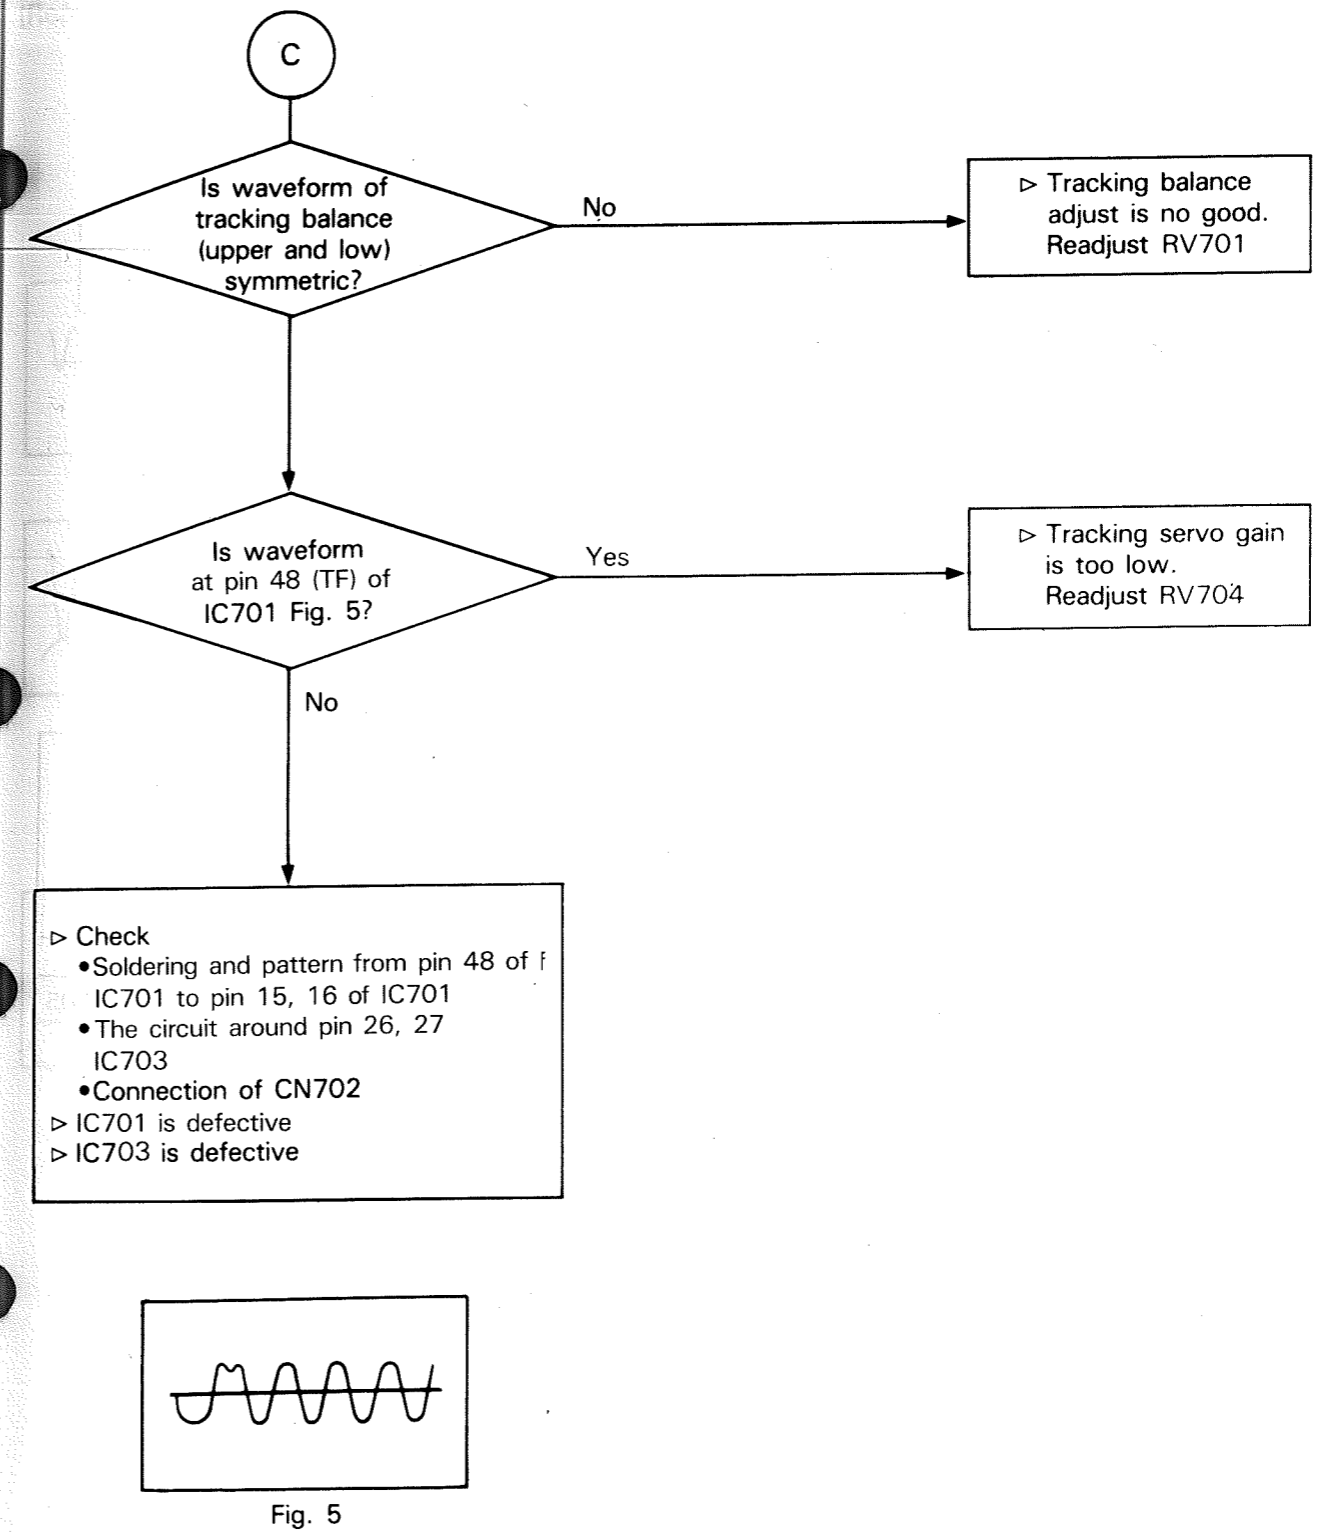 C
Is waveform of
tracking balance
(upper and low)
symmetric?
No
▷ Tracking balance
adjust is no good.
Readjust RV701
Is waveform
at pin 48 (TF) of
IC701 Fig. 5?
Yes
▷ Tracking servo gain
is too low.
Readjust RV704
No
▷ Check
•Soldering and pattern from pin 48 of
IC701 to pin 15, 16 of IC701
•The circuit around pin 26, 27
IC703
•Connection of CN702
▷ IC701 is defective
▷ IC703 is defective
Fig. 5